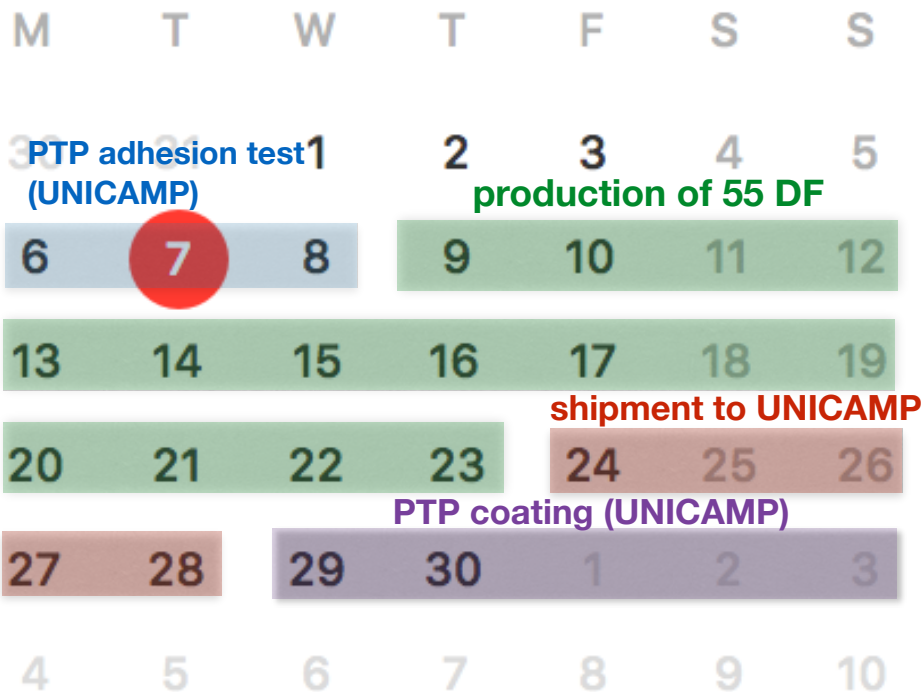 M T W T F S S
30 31 1 2 3 4 5
PTP adhesion test
(UNICAMP)
production of 55 DF
6 7 8 9 10 11 12
13 14 15 16 17 18 19
shipment to UNICAMP
20 21 22 23 24 25 26
PTP coating (UNICAMP)
27 28 29 30 1 2 3
4 5 6 7 8 9 10